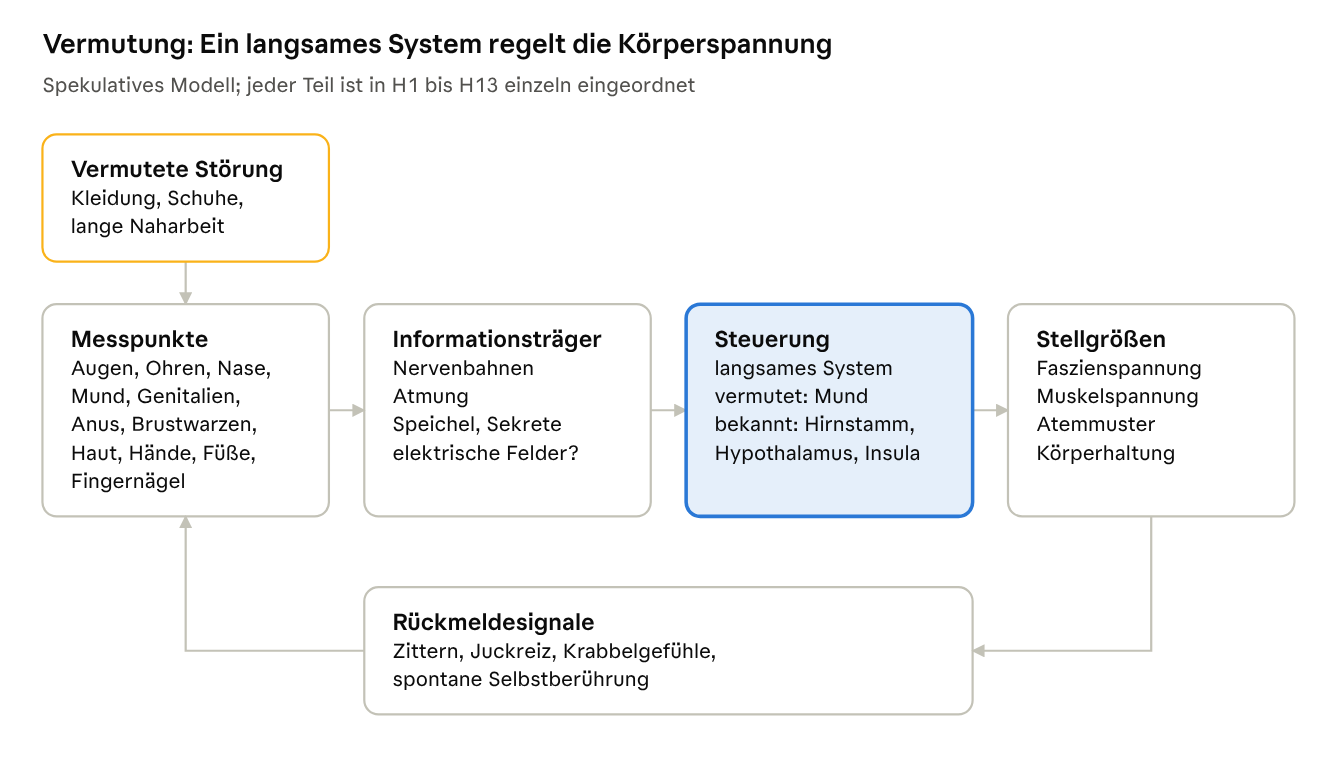 Vermutung: Ein langsames System regelt die Körperspannung
Spekulatives Modell; jeder Teil ist in H1 bis H13 einzeln eingeordnet
Vermutete Störung
Kleidung, Schuhe,
lange Naharbeit
Messpunkte
Augen, Ohren, Nase,
Mund, Genitalien,
Anus, Brustwarzen,
Haut, Hände, Füße,
Fingernägel
Informationsträger
Nervenbahnen
Atmung
Speichel, Sekrete
elektrische Felder?
Steuerung
langsames System
vermutet: Mund
bekannt: Hirnstamm,
Hypothalamus, Insula
Stellgrößen
Faszienspannung
Muskelspannung
Atemmuster
Körperhaltung
Rückmeldesignale
Zittern, Juckreiz, Krabbelgefühle,
spontane Selbstberührung